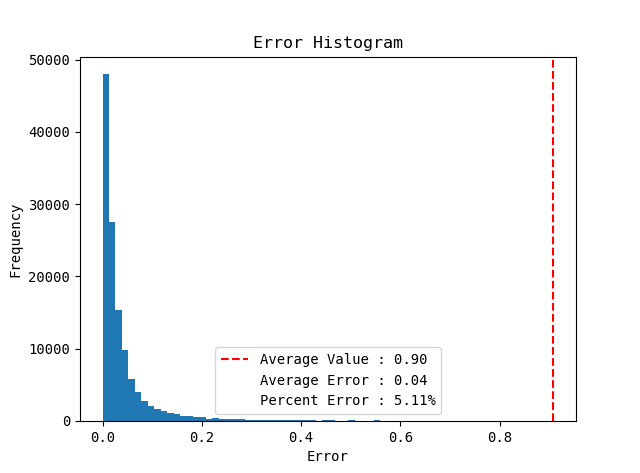 Error Histogram
50000
40000
30000
20000
10000
0
Frequency
Average Value : 0.90
Average Error : 0.04
Percent Error : 5.11%
0.0 0.2 0.4 0.6 0.8
Error